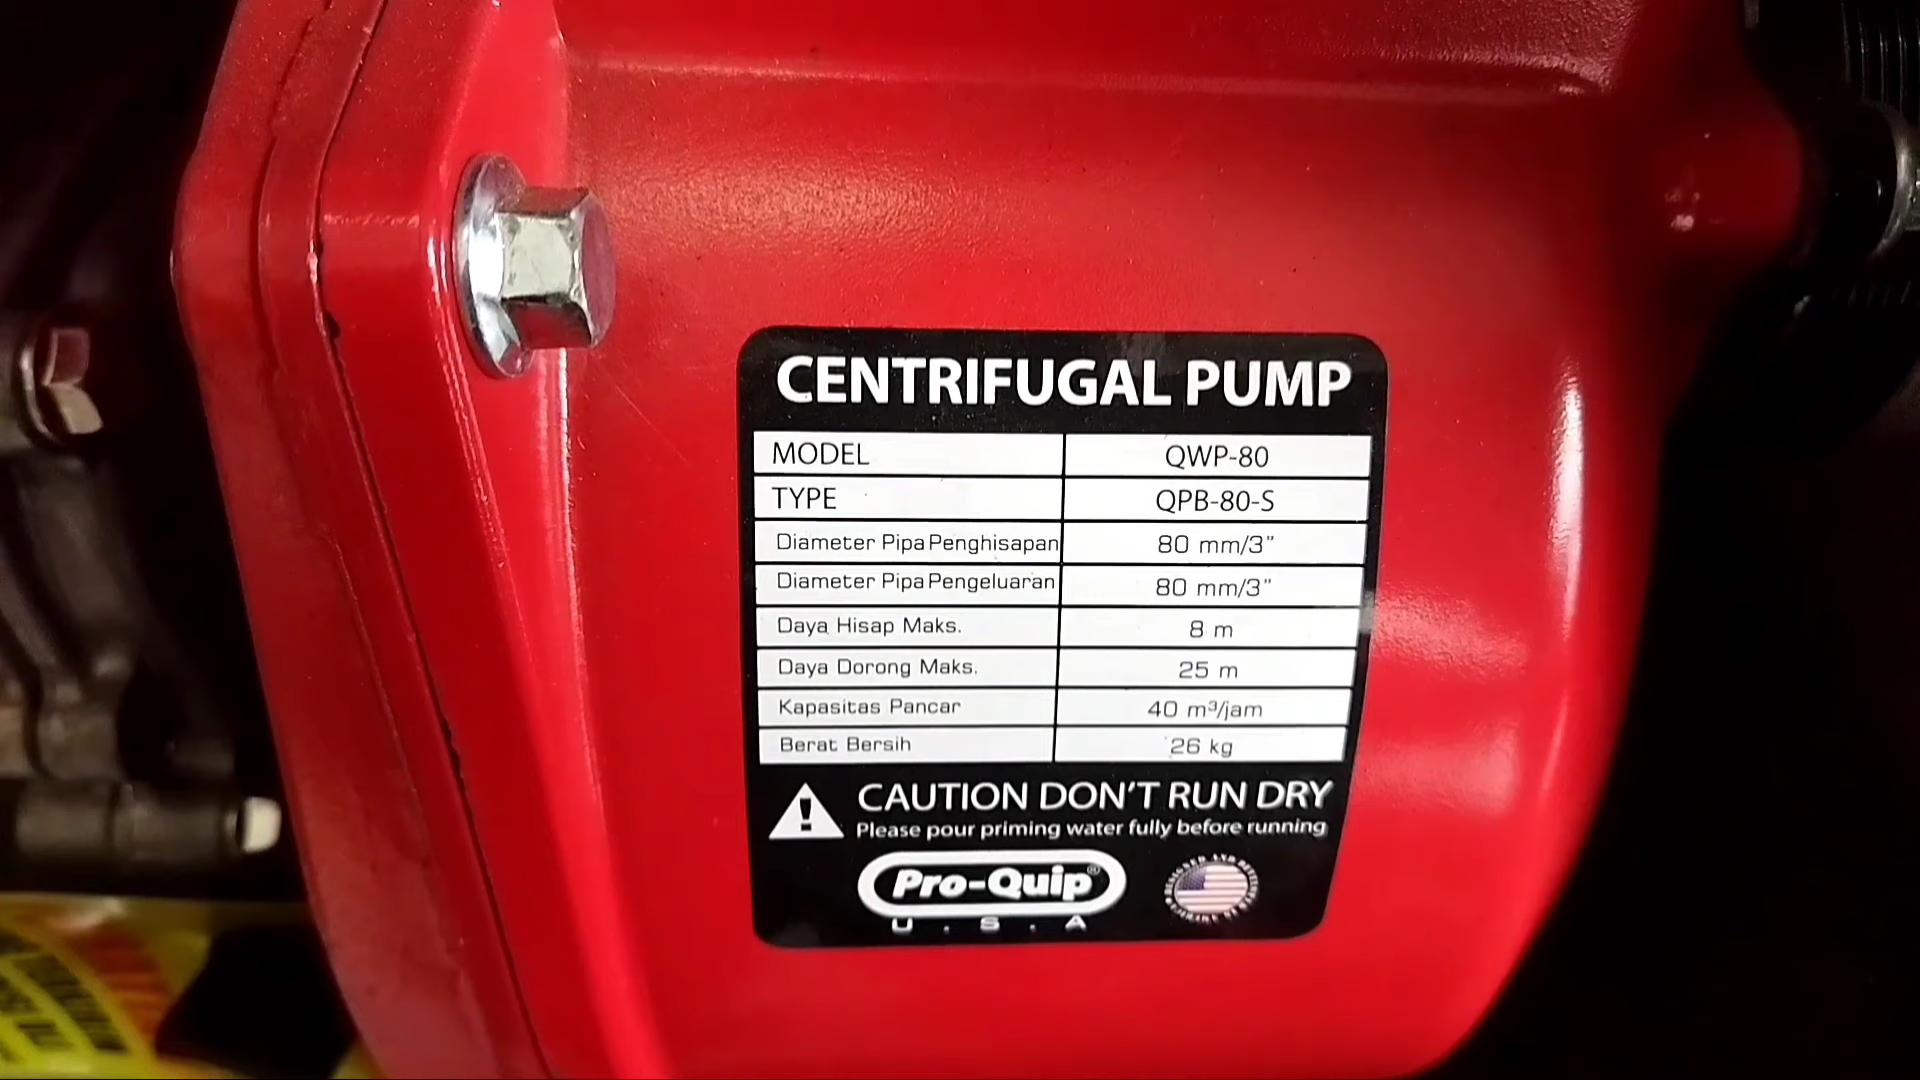 CENTRIFUGAL PUMP
MODEL QWP-80
TYPE QPB-80-S
Diameter Pipa Penghisapan 80 mm/3"
Diameter Pipa Pengeluaran 80 mm/3"
Daya Hisap Maks. 8 m
Daya Dorong Maks. 25 m
Kapasitas Pancar 40 m³/jam
Berat Bersih 26 kg
CAUTION DON'T RUN DRY
Please pour priming water fully before running
Pro-Quip®
U.S.A